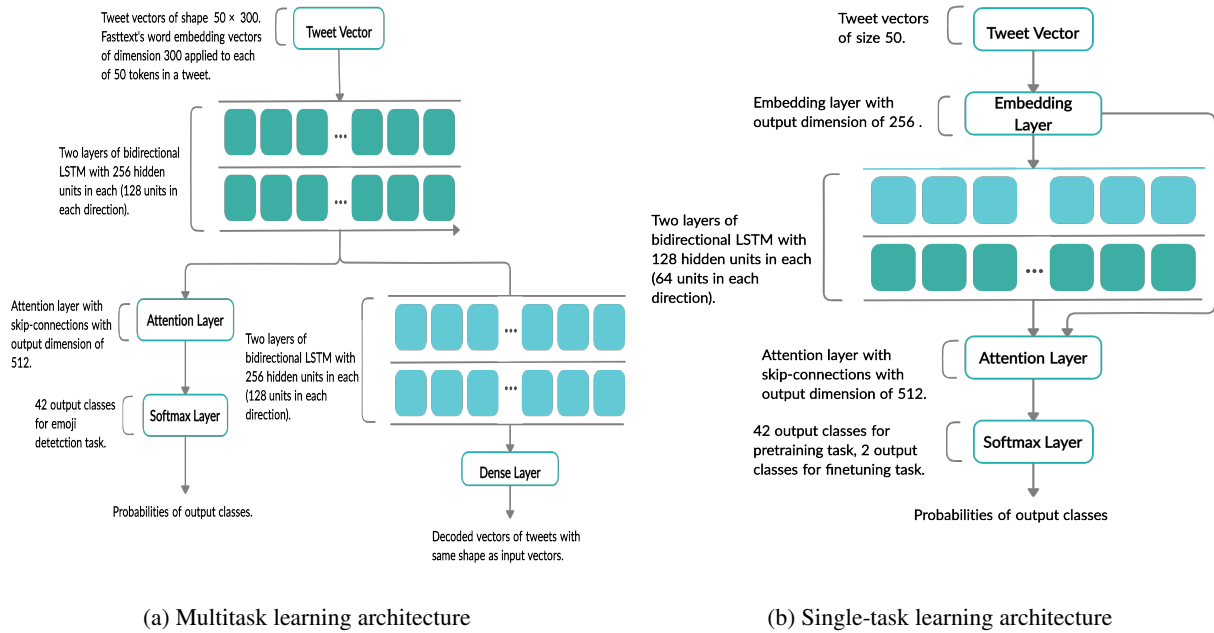 Tweet vectors of shape 50 × 300.
Fasttext's word embedding vectors
of dimension 300 applied to each
of 50 tokens in a tweet.
Tweet Vector
...
Two layers of bidirectional
LSTM with 256 hidden
units in each (128 units in
each direction).
...
Attention layer with
skip-connections with
output dimension of
512.
Attention Layer
42 output classes
for emoji
detetction task.
Softmax Layer
Probabilities of output classes.
Two layers of
bidirectional LSTM with
256 hidden units in each
(128 units in each
direction).
...
...
Dense Layer
Decoded vectors of tweets with
same shape as input vectors.
(a) Multitask learning architecture
Tweet vectors
of size 50.
Tweet Vector
Embedding layer with
output dimension of 256 .
Embedding
Layer
Two layers of
bidirectional LSTM with
128 hidden units in each
(64 units in each
direction).
...
Attention layer with
skip-connections with
output dimension of 512.
Attention Layer
42 output classes for
pretraining task, 2 output
classes for finetuning task.
Softmax Layer
Probabilities of output classes
(b) Single-task learning architecture